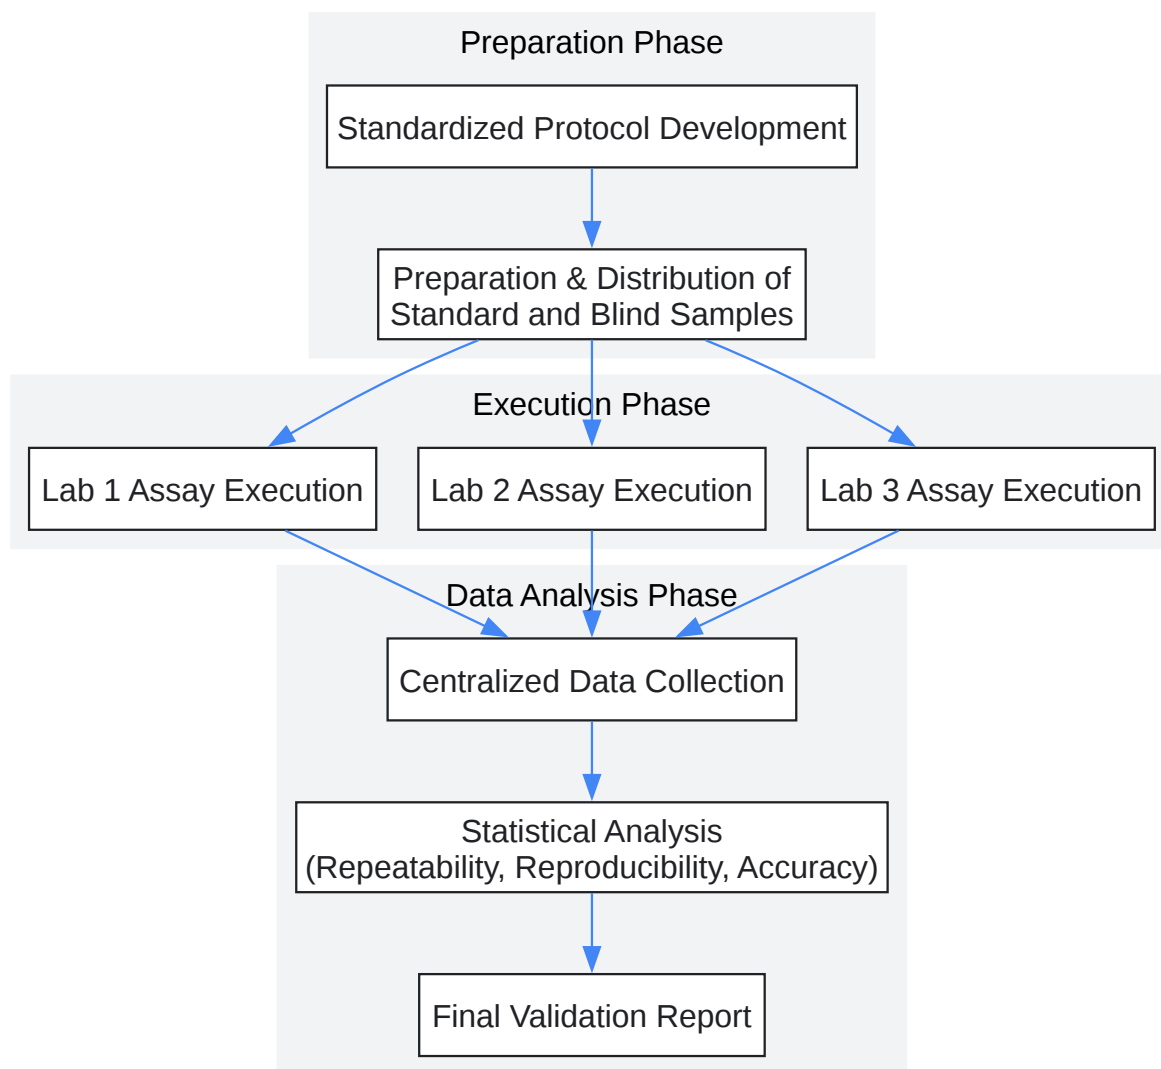 Preparation Phase
Standardized Protocol Development
Preparation & Distribution of
Standard and Blind Samples
Execution Phase
Lab 1 Assay Execution
Lab 2 Assay Execution
Lab 3 Assay Execution
Data Analysis Phase
Centralized Data Collection
Statistical Analysis
(Repeatability, Reproducibility, Accuracy)
Final Validation Report